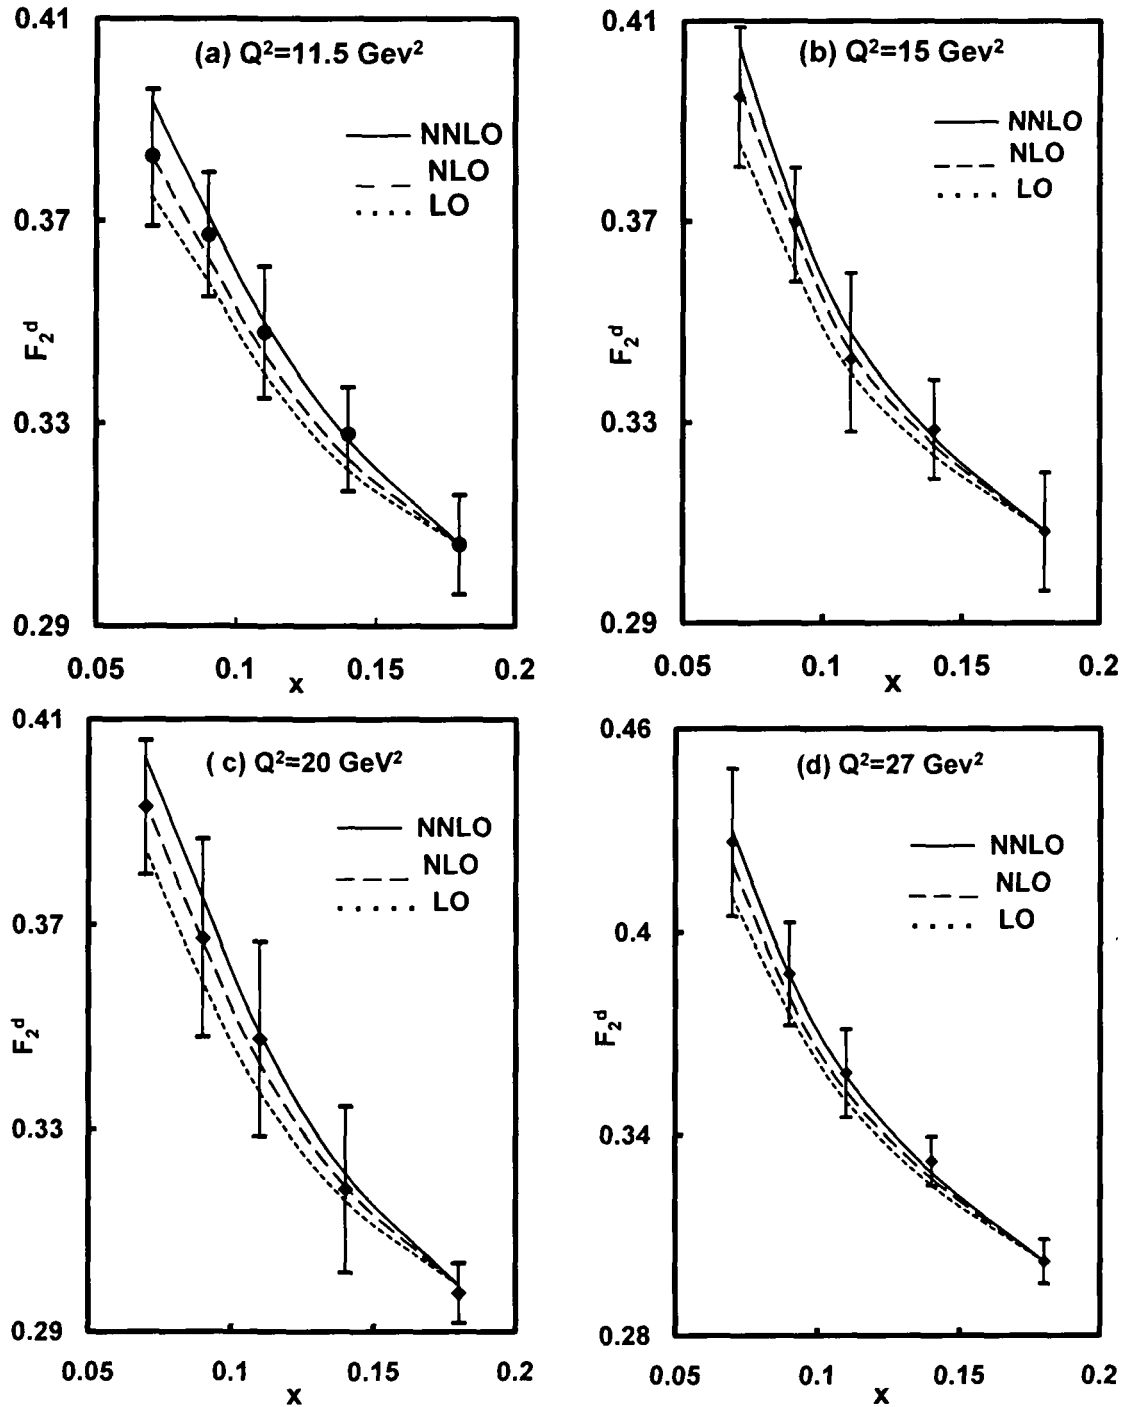 0.41
(a) Q²=11.5 Gev²
NNLO
NLO
LO
0.37
F₂ᵈ
0.33
0.29
0.05 0.1 0.15 0.2
x
0.41
(b) Q²=15 Gev²
NNLO
NLO
LO
0.37
F₂ᵈ
0.33
0.29
0.05 0.1 0.15 0.2
x
0.41
( c) Q²=20 GeV²
NNLO
NLO
LO
0.37
F₂ᵈ
0.33
0.29
0.05 0.1 0.15 0.2
x
0.46
(d) Q²=27 Gev²
NNLO
NLO
LO
0.4
F₂ᵈ
0.34
0.28
0.05 0.1 0.15 0.2
x